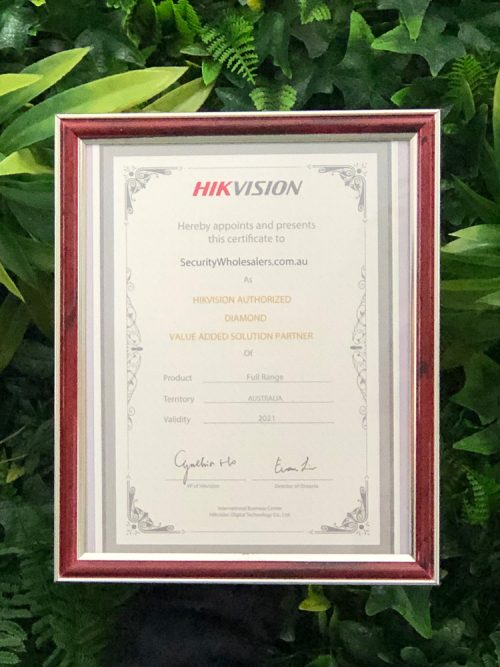 HIKVISION
Hereby appoints and presents
this certificate to
SecurityWholesalers.com.au
As
HIKVISION AUTHORIZED
DIAMOND
VALUE ADDED SOLUTION PARTNER
Of
Product Full Range
Territory AUSTRALIA
Validity 2021
Cynthia Ho
VP of Hikvision Director of Oceania
International Business Center
Hikvision Digital Technology Co., Ltd.